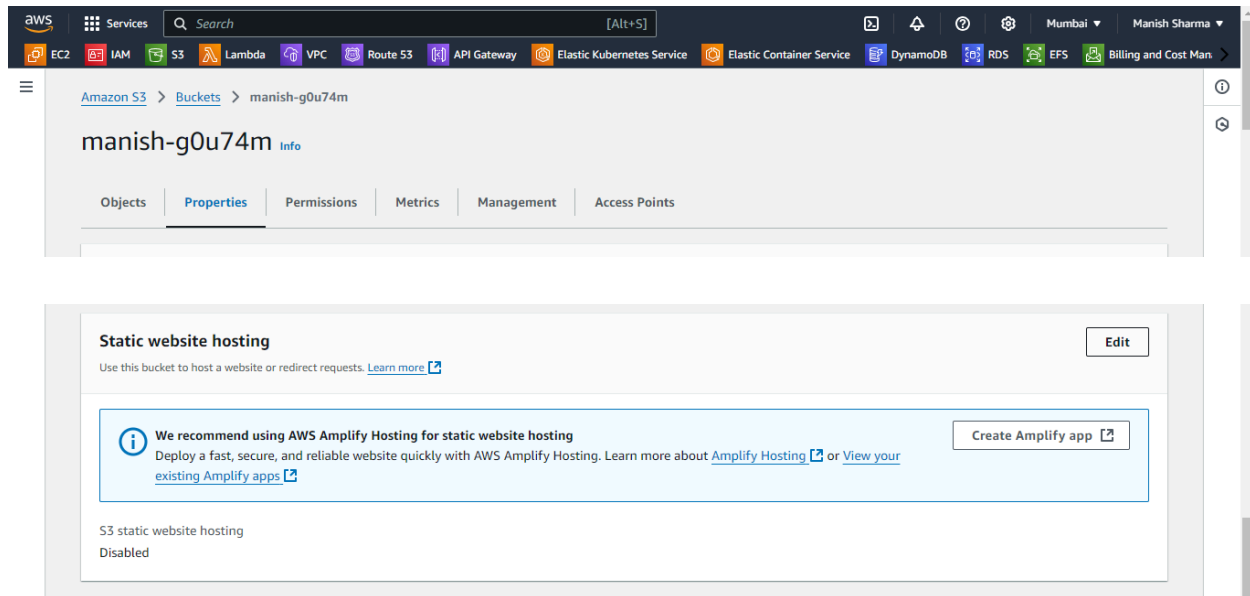 aws Services Search [Alt+S] Mumbai ▼ Manish Sharma ▼
EC2 IAM S3 Lambda VPC Route 53 API Gateway Elastic Kubernetes Service Elastic Container Service DynamoDB RDS EFS Billing and Cost Man
Amazon S3 > Buckets > manish-g0u74m
manish-g0u74m Info
Objects Properties Permissions Metrics Management Access Points
Static website hosting Edit
Use this bucket to host a website or redirect requests. Learn more
We recommend using AWS Amplify Hosting for static website hosting Create Amplify app
Deploy a fast, secure, and reliable website quickly with AWS Amplify Hosting. Learn more about Amplify Hosting or View your
existing Amplify apps
S3 static website hosting
Disabled